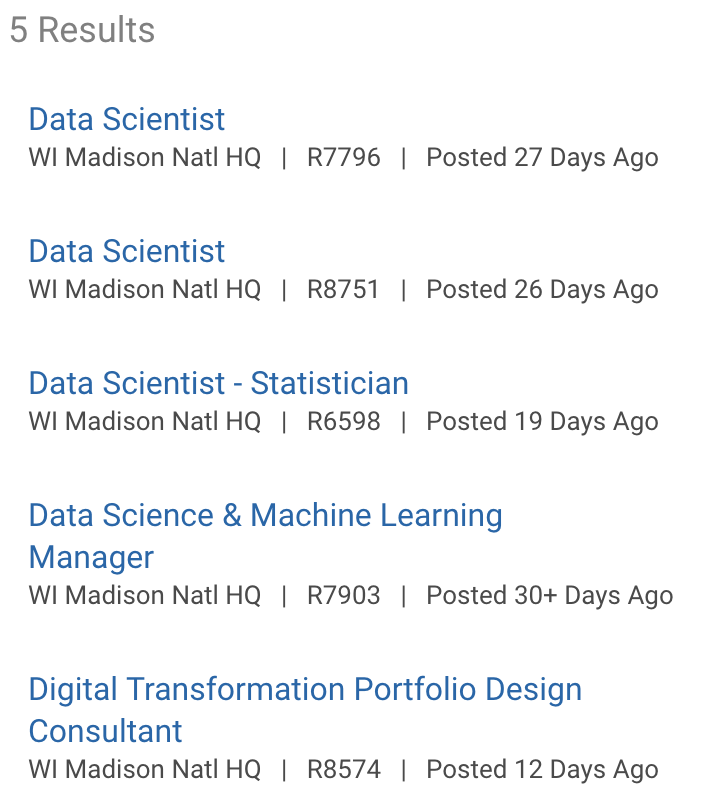 5 Results
Data Scientist
WI Madison Natl HQ | R7796 | Posted 27 Days Ago
Data Scientist
WI Madison Natl HQ | R8751 | Posted 26 Days Ago
Data Scientist - Statistician
WI Madison Natl HQ | R6598 | Posted 19 Days Ago
Data Science & Machine Learning
Manager
WI Madison Natl HQ | R7903 | Posted 30+ Days Ago
Digital Transformation Portfolio Design
Consultant
WI Madison Natl HQ | R8574 | Posted 12 Days Ago